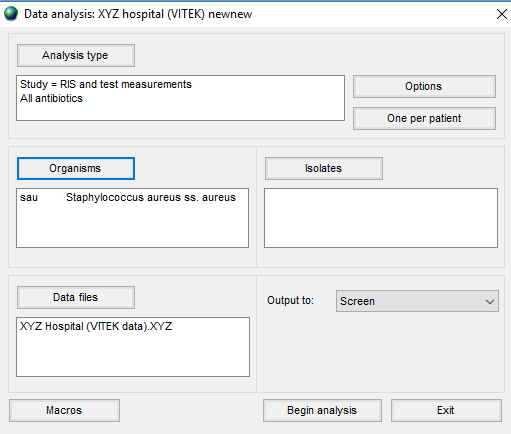 Data analysis: XYZ hospital (VITEK) newnew
Analysis type
Study = RIS and test measurements
All antibiotics
Options
One per patient
Organisms
sau Staphylococcus aureus ss. aureus
Isolates
Data files
XYZ Hospital (VITEK data).XYZ
Output to: Screen
Macros
Begin analysis
Exit